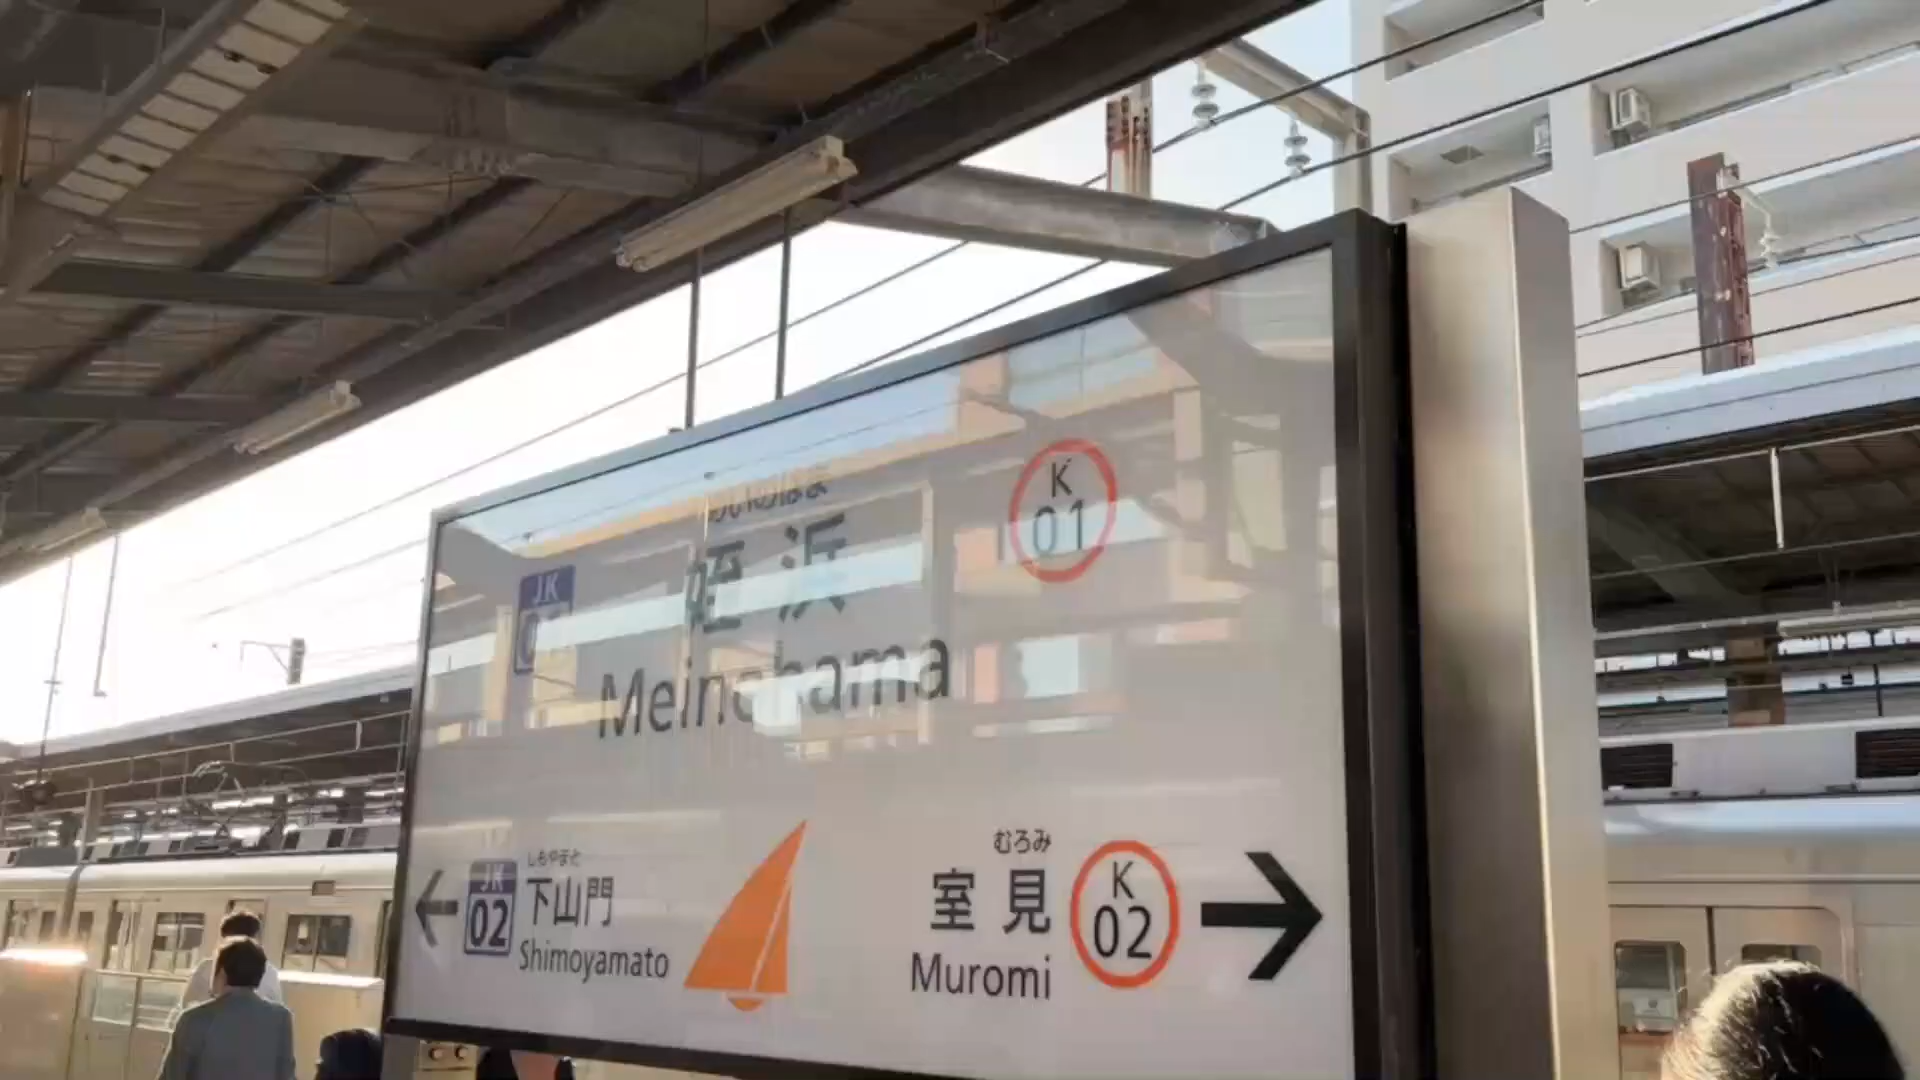 めいのはま
姪浜
Meinohama
JK
K
01
しもやまと
JK
02
下山門
Shimoyamato
むろみ
室見
Muromi
K
02